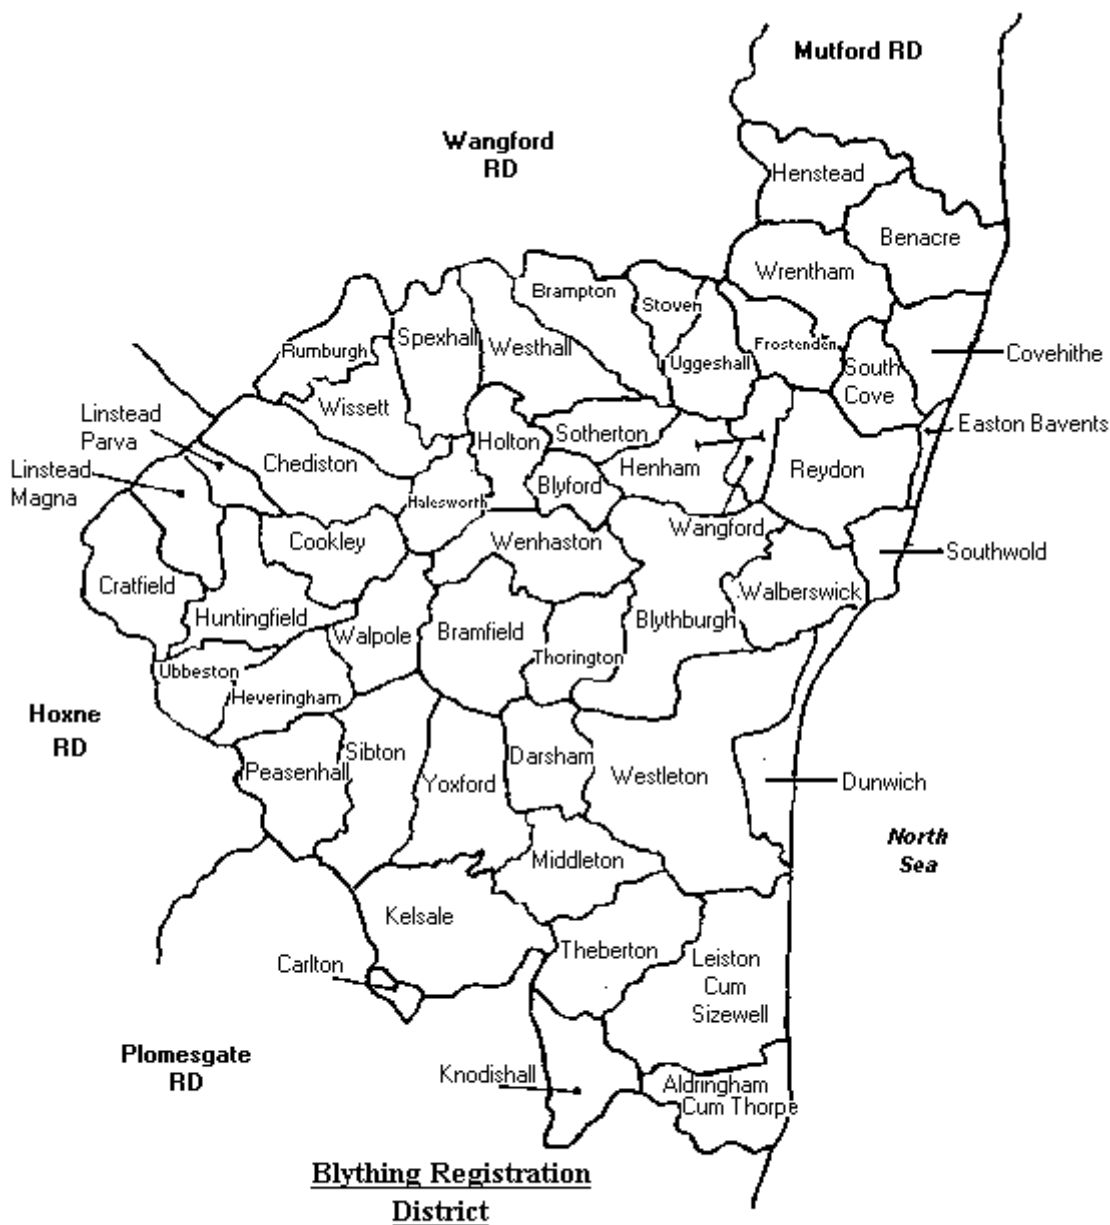 Mutford RD
Wangford
RD
Henstead
Benacre
Wrentham
Brampton
Stoven
Spexhall
Westhall
Rumburgh
Uggeshall
Frostenden
South
Cove
Covehithe
Linstead
Parva
Wissett
Easton Bavents
Sotherton
Holton
Chediston
Linstead
Magna
Henham
Reydon
Blyford
Halesworth
Wangford
Cookley
Wenhaston
Southwold
Cratfield
Walberswick
Huntingfield
Blythburgh
Walpole
Bramfield
Thorington
Ubbeston
Heveringham
Hoxne
RD
Sibton
Darsham
Peasenhall
Yoxford
Westleton
Dunwich
North
Sea
Middleton
Kelsale
Theberton
Carlton
Leiston
Cum
Sizewell
Plomesgate
RD
Knodishall
Aldringham
Cum Thorpe
Blything Registration
District